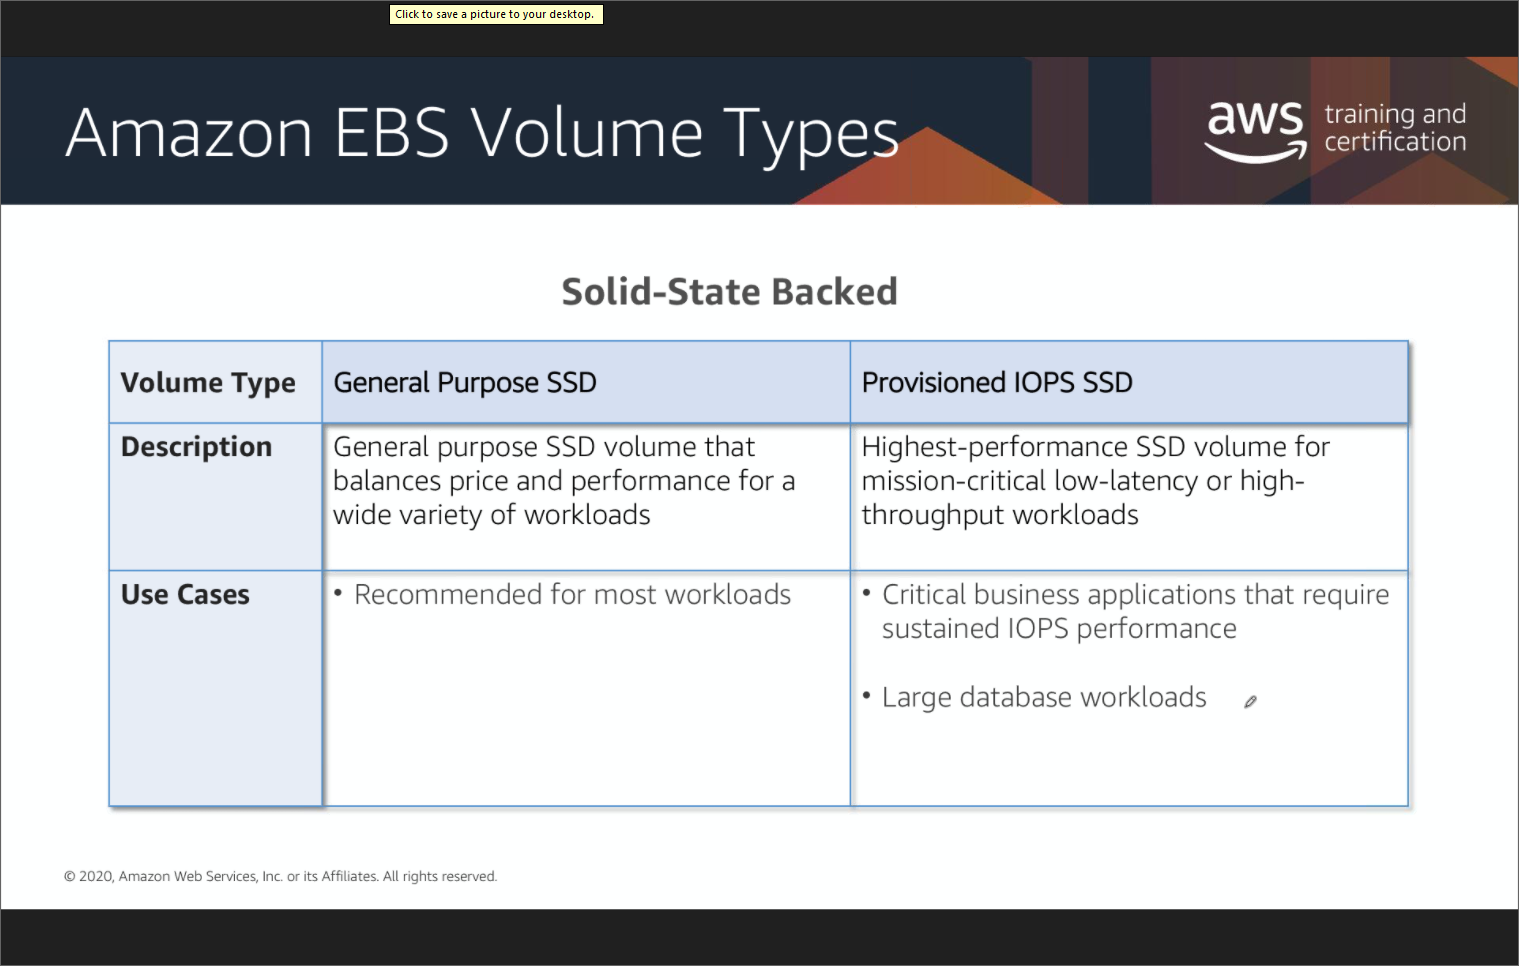 Click to save a picture to your desktop.
Amazon EBS Volume Types
aws
training and
certification
Solid-State Backed
Volume Type
General Purpose SSD
Provisioned IOPS SSD
Description
General purpose SSD volume that
balances price and performance for a
wide variety of workloads
Highest-performance SSD volume for
mission-critical low-latency or high-
throughput workloads
Use Cases
• Recommended for most workloads
• Critical business applications that require
sustained IOPS performance
• Large database workloads
© 2020, Amazon Web Services, Inc. or its Affiliates. All rights reserved.